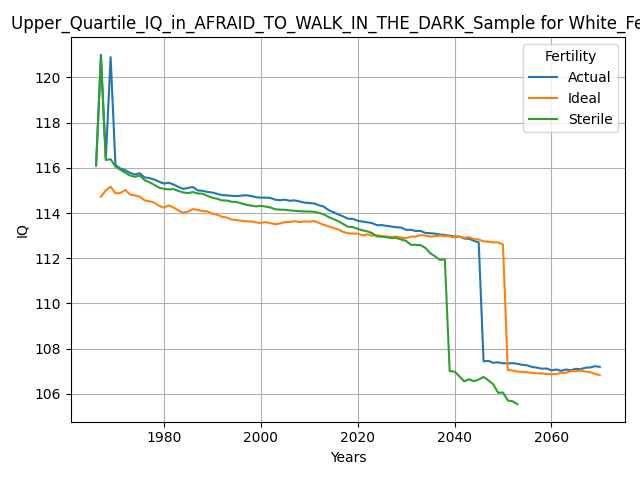 Upper_Quartile_IQ_in_AFRAID_TO_WALK_IN_THE_DARK_Sample for White_Fe
Fertility
Actual
Ideal
Sterile
IQ
120
118
116
114
112
110
108
106
1980 2000 2020 2040 2060
Years